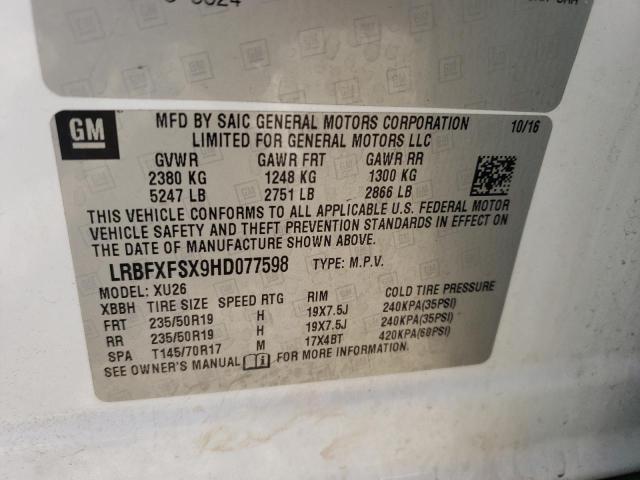 GM
MFD BY SAIC GENERAL MOTORS CORPORATION 10/16
LIMITED FOR GENERAL MOTORS LLC
GVWR GAWR FRT GAWR RR
2380 KG 1248 KG 1300 KG
5247 LB 2751 LB 2866 LB
THIS VEHICLE CONFORMS TO ALL APPLICABLE U.S. FEDERAL MOTOR
VEHICLE SAFETY AND THEFT PREVENTION STANDARDS IN EFFECT ON
THE DATE OF MANUFACTURE SHOWN ABOVE.
LRBFXFSX9HD077598 TYPE: M.P.V.
MODEL: XU26
XBBH TIRE SIZE SPEED RTG RIM COLD TIRE PRESSURE
FRT 235/50R19 H 19X7.5J 240KPA(35PSI)
RR 235/50R19 H 19X7.5J 240KPA(35PSI)
SPA T145/70R17 M 17X4BT 420KPA(60PSI)
SEE OWNER'S MANUAL FOR MORE INFORMATION.